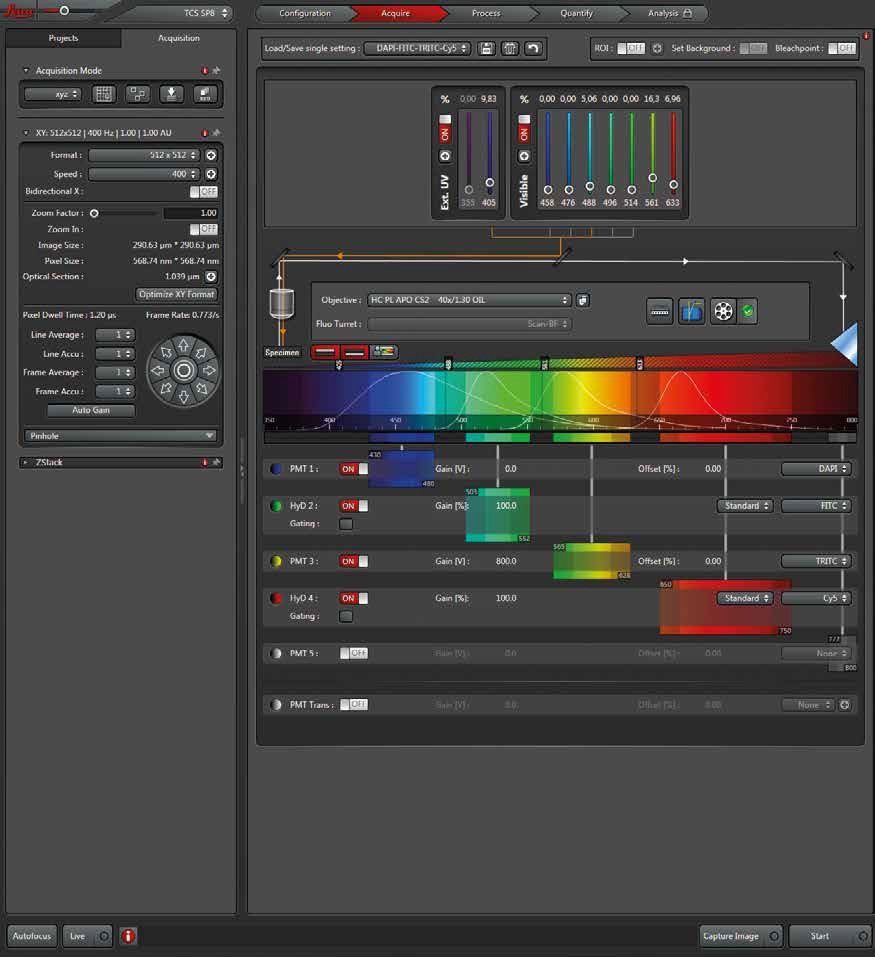 Leica
TCS SP8
Configuration Acquire Process Quantify Analysis
Projects Acquisition
Load/Save single setting : DAPI-FITC-TRITC-Cy5
ROI : OFF Set Background : OFF Bleachpoint : OFF
Acquisition Mode
xyz
XY: 512x512 | 400 Hz | 1.00 | 1.00 AU
Format : 512 x 512
Speed : 400
Bidirectional X : OFF
Zoom Factor : 1.00
Zoom In : OFF
Image Size : 290.63 µm * 290.63 µm
Pixel Size : 568.74 nm * 568.74 nm
Optical Section : 1.039 µm
Optimize XY Format
Pixel Dwell Time : 1.20 µs Frame Rate: 0.773/s
Line Average : 1
Line Accu : 1
Frame Average : 1
Frame Accu : 1
Auto Gain
Pinhole
ZStack
% 0,00 9,83
ON
Ext. UV
355 405
% 0,00 0,00 5,06 0,00 0,00 16,3 6,96
ON
Visible
458 476 488 496 514 561 633
Objective : HC PL APO CS2 40x/1.30 OIL
Fluo Turret : Scan-BF
Specimen
405 488 561 633
350 400 450 500 600 700 750 800
PMT 1 : ON 430 480 Gain [V] : 0.0 Offset [%] : 0.00 DAPI
HyD 2 : ON Gain [%]: 505 552 100.0 Standard FITC
Gating :
PMT 3 : ON Gain [V] : 800.0 565 628 Offset [%] : 0.00 TRITC
HyD 4 : ON Gain [%]: 100.0 650 750 Standard Cy5
Gating :
PMT 5 : OFF Gain [V] : 0.0 Offset [%] : 0.00 777 800 None
PMT Trans : OFF Gain [V] : 0.0 Offset [%] : 0.00 None
Autofocus Live Capture Image Start